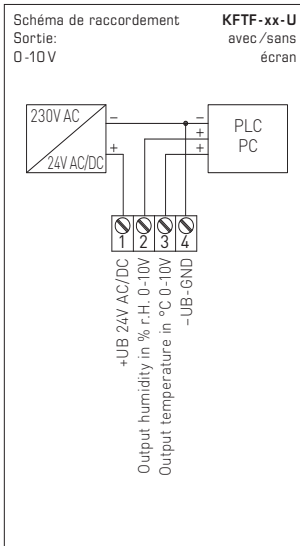 Schéma de raccordement KFTF-xx-U
Sortie: avec/sans
0-10 V écran
230V AC
24V AC/DC
–
+
–
+
+
PLC
PC
1 2 3 4
+UB 24V AC/DC
Output humidity in % r.H. 0-10V
Output temperature in °C 0-10V
–UB-GND